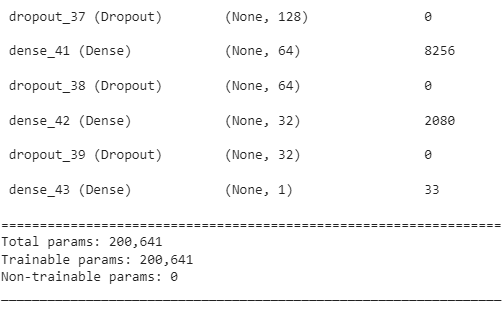 dropout_37 (Dropout) (None, 128) 0
dense_41 (Dense) (None, 64) 8256
dropout_38 (Dropout) (None, 64) 0
dense_42 (Dense) (None, 32) 2080
dropout_39 (Dropout) (None, 32) 0
dense_43 (Dense) (None, 1) 33
=================================================================
Total params: 200,641
Trainable params: 200,641
Non-trainable params: 0
_________________________________________________________________